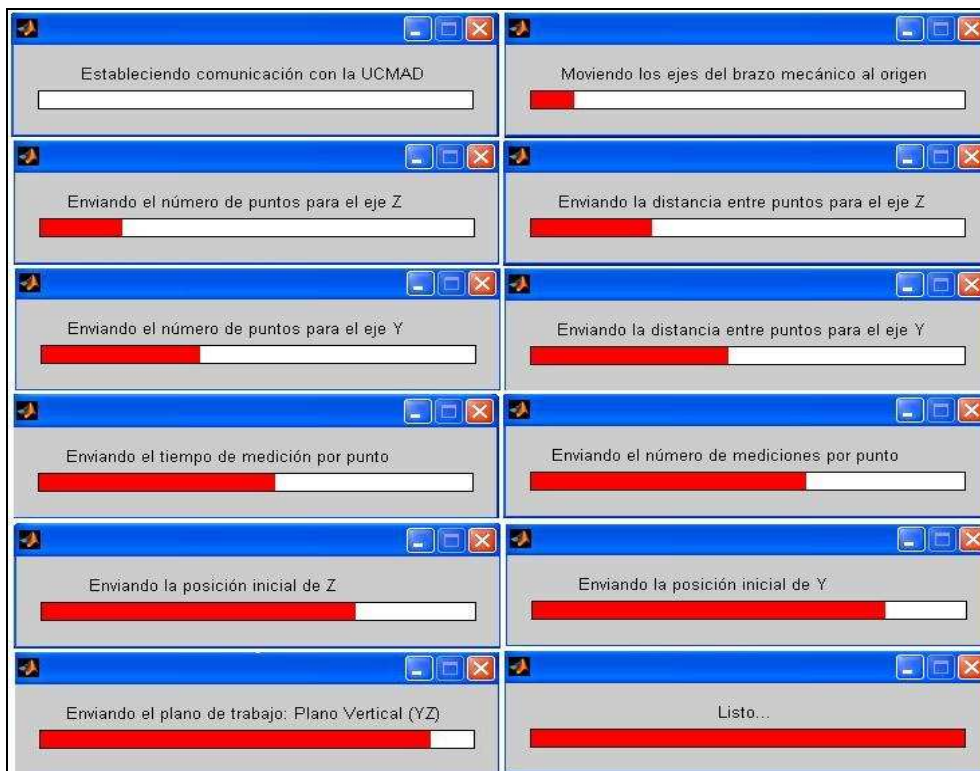 Estableciendo comunicación con la UCMAD
Moviendo los ejes del brazo mecánico al origen
Enviando el número de puntos para el eje Z
Enviando la distancia entre puntos para el eje Z
Enviando el número de puntos para el eje Y
Enviando la distancia entre puntos para el eje Y
Enviando el tiempo de medición por punto
Enviando el número de mediciones por punto
Enviando la posición inicial de Z
Enviando la posición inicial de Y
Enviando el plano de trabajo: Plano Vertical (YZ)
Listo...